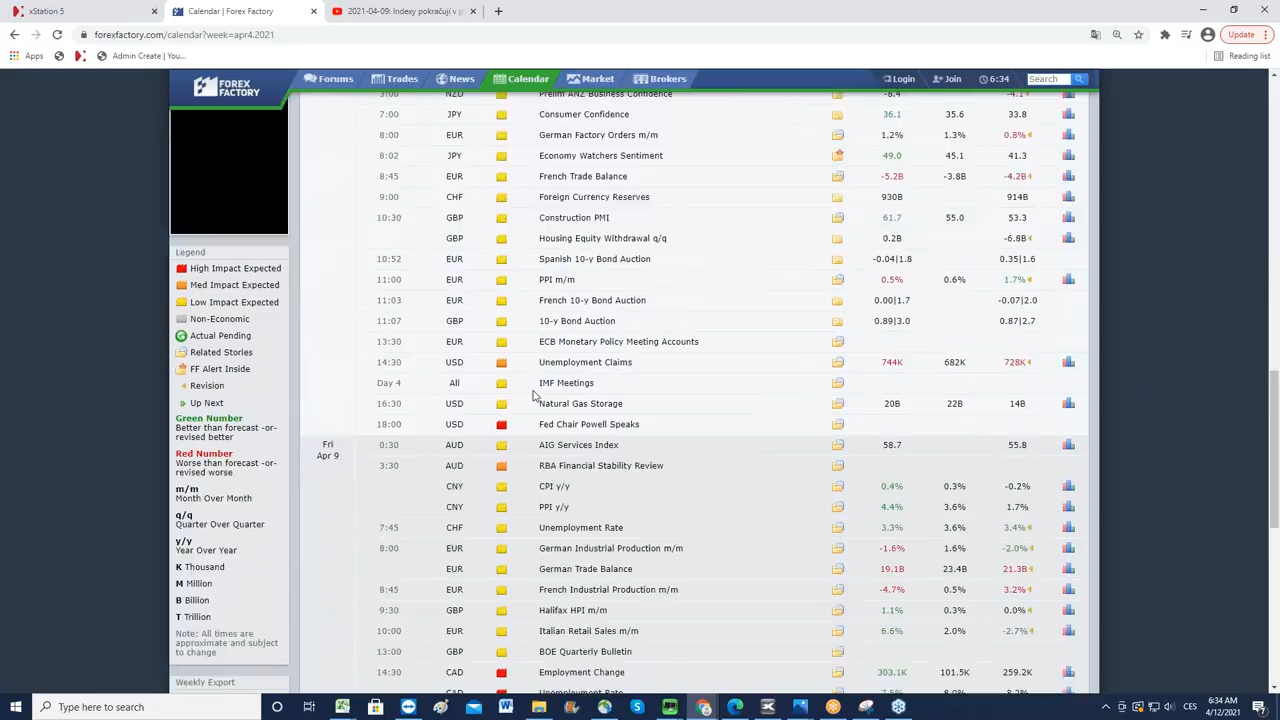 xStation 5
Calendar | Forex Factory
2021-04-09: Indexy pokračují v p
forexfactory.com/calendar?week=apr4.2021
Update
Apps
Admin Create | You...
Reading list
FOREX FACTORY
Forums
Trades
News
Calendar
Market
Brokers
Login
Join
6:34
Search
3:00 NZD Prelim ANZ Business Confidence -8.4 -4.1
7:00 JPY Consumer Confidence 36.1 35.6 33.8
8:00 EUR German Factory Orders m/m 1.2% 1.3% 0.8%
8:02 JPY Economy Watchers Sentiment 49.0 45.1 41.3
8:45 EUR French Trade Balance -5.2B -3.8B -4.2B
9:00 CHF Foreign Currency Reserves 930B 914B
10:30 GBP Construction PMI 61.7 55.0 53.3
GBP Housing Equity Withdrawal q/q 0.2B -6.8B
10:52 EUR Spanish 10-y Bond Auction -0.04|1.8 0.35|1.6
11:00 EUR PPI m/m 0.5% 0.6% 1.7%
11:03 EUR French 10-y Bond Auction 0.00|1.7 -0.07|2.0
11:07 GBP 10-y Bond Auction 0.89|3.0 0.87|2.7
13:30 EUR ECB Monetary Policy Meeting Accounts
14:30 USD Unemployment Claims 744K 682K 728K
Day 4 All IMF Meetings
16:30 USD Natural Gas Storage 20B 22B 14B
18:00 USD Fed Chair Powell Speaks
Fri
Apr 9
0:30 AUD AIG Services Index 58.7 55.8
3:30 AUD RBA Financial Stability Review
CNY CPI y/y 0.4% 0.3% -0.2%
CNY PPI y/y 4.4% 3.6% 1.7%
7:45 CHF Unemployment Rate 3.3% 3.6% 3.4%
8:00 EUR German Industrial Production m/m -1.6% 1.6% -2.0%
EUR German Trade Balance 19.1B 23.4B 21.3B
8:45 EUR French Industrial Production m/m -4.7% 0.5% 3.2%
9:30 GBP Halifax HPI m/m 1.1% 0.3% 0.0%
10:00 EUR Italian Retail Sales m/m 6.6% 2.0% -2.7%
13:00 GBP BOE Quarterly Bulletin
14:30 CAD Employment Change 303.1K 101.5K 259.2K
CAD Unemployment Rate 7.5% 8.0% 8.2%
Legend
High Impact Expected
Med Impact Expected
Low Impact Expected
Non-Economic
Actual Pending
Related Stories
FF Alert Inside
Revision
Up Next
Green Number
Better than forecast -or-
revised better
Red Number
Worse than forecast -or-
revised worse
m/m
Month Over Month
q/q
Quarter Over Quarter
y/y
Year Over Year
K Thousand
M Million
B Billion
T Trillion
Note: All times are
approximate and subject
to change
Weekly Export
Type here to search
CES
6:34 AM
4/12/2021